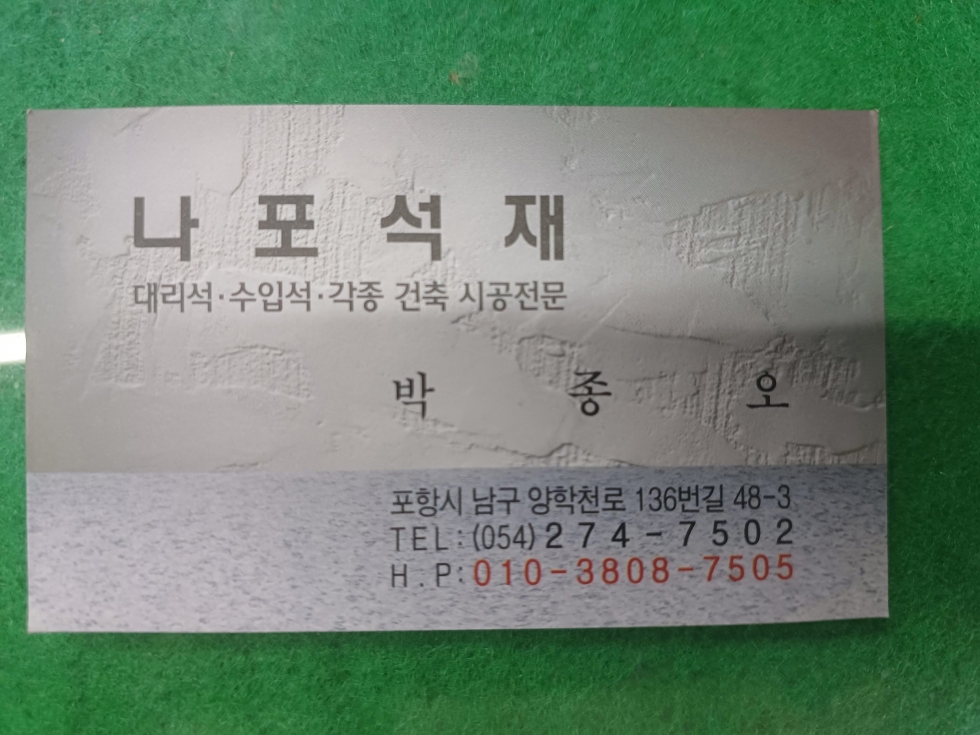 나포석재
대리석·수입석·각종 건축 시공전문
박종오
포항시 남구 양학천로 136번길 48-3
TEL:(054)274-7502
H.P:010-3808-7505